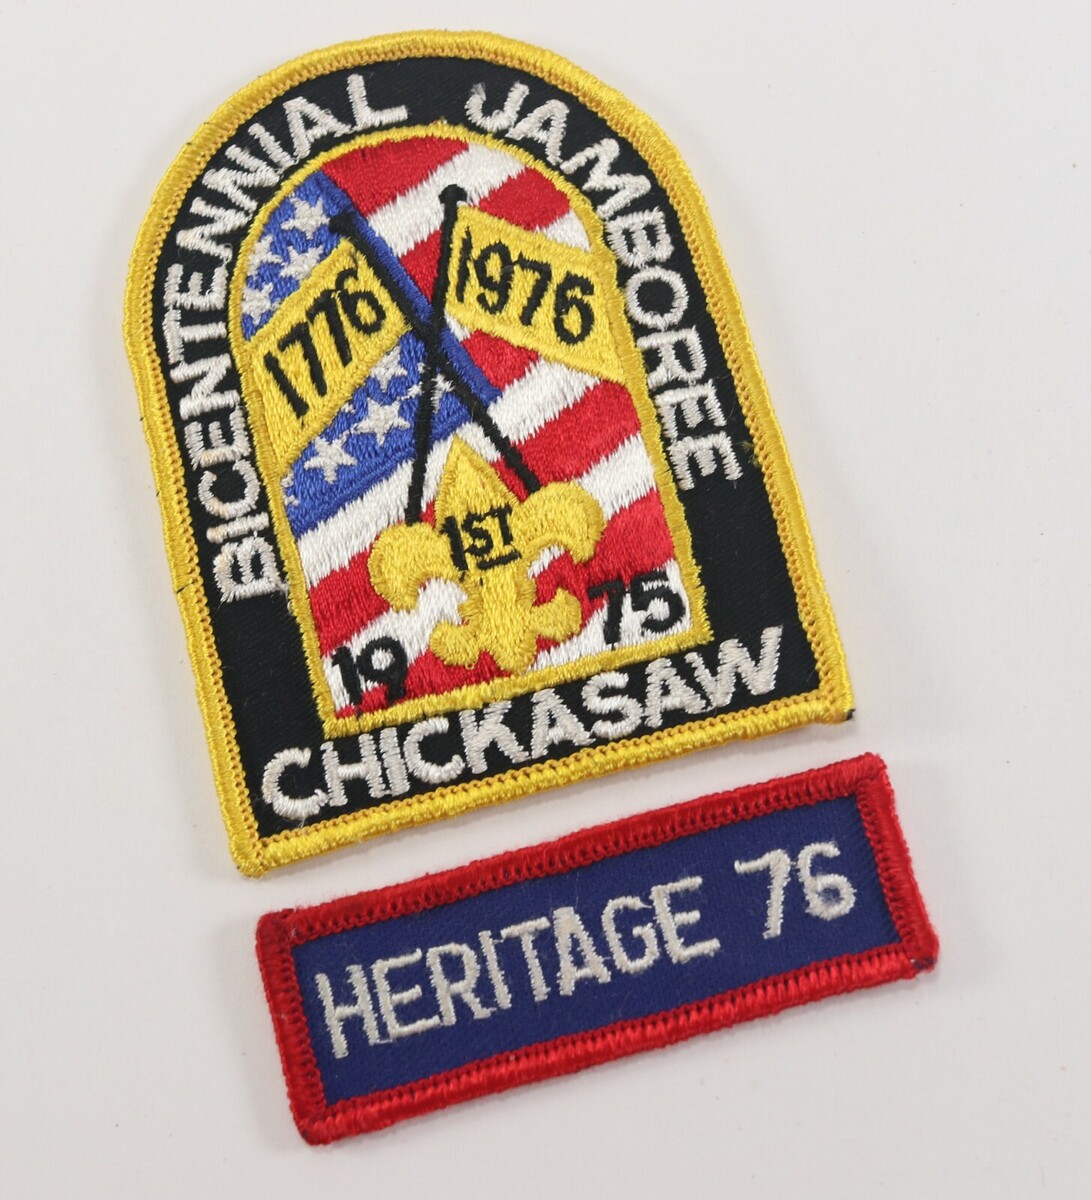 BICENTENNIAL JAMBOREE
1776 1976
1ST
19 75
CHICKASAW
HERITAGE 76